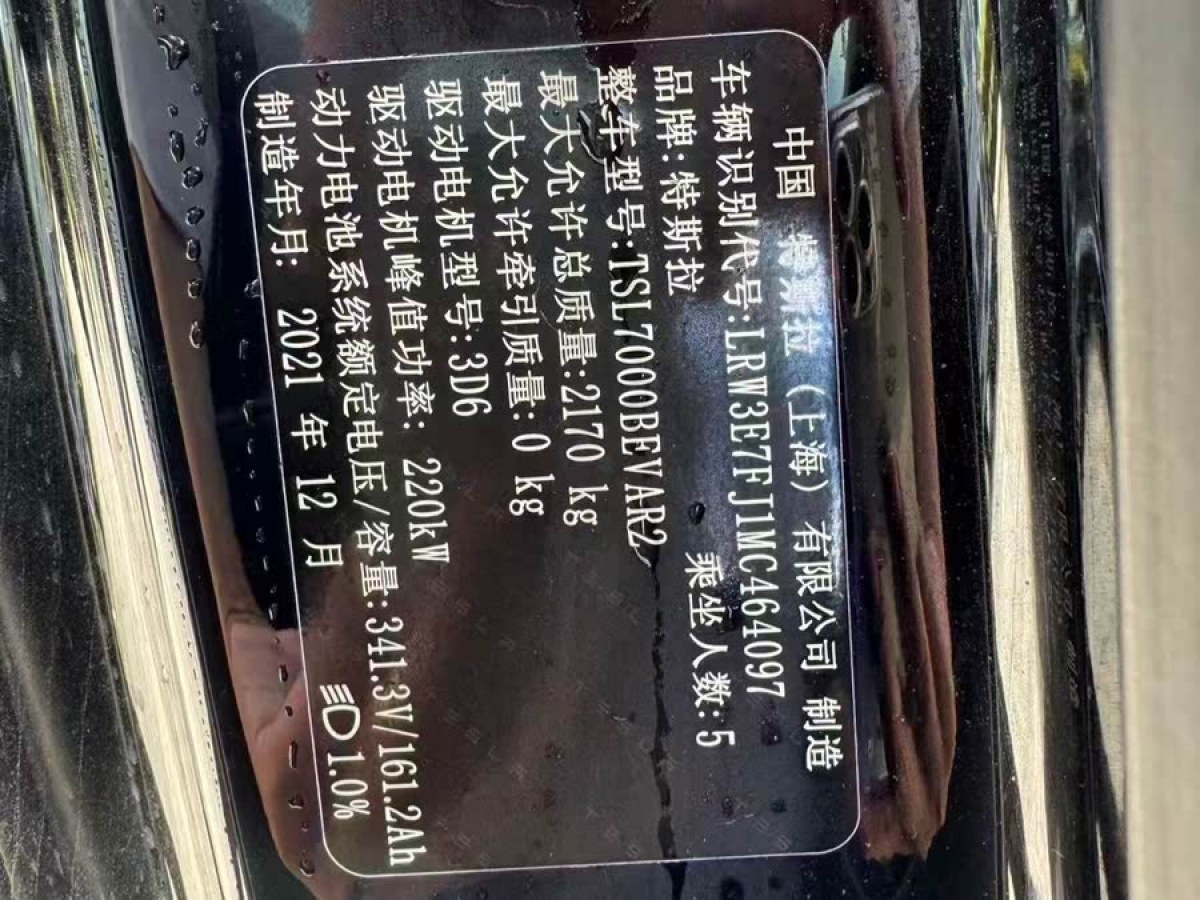 中国 特斯拉（上海）有限公司 制造
车辆识别代号:LRW3E7FJ1MC464097
品牌:特斯拉 乘坐人数:5
整车型号:TSL7000BEVAR2
最大允许总质量:2170 kg
最大允许牵引质量:0 kg
驱动电机型号:3D6
驱动电机峰值功率: 220kW
动力电池系统额定电压/容量:341.3V/161.2Ah
制造年月: 2021 年 12 月 1.0%